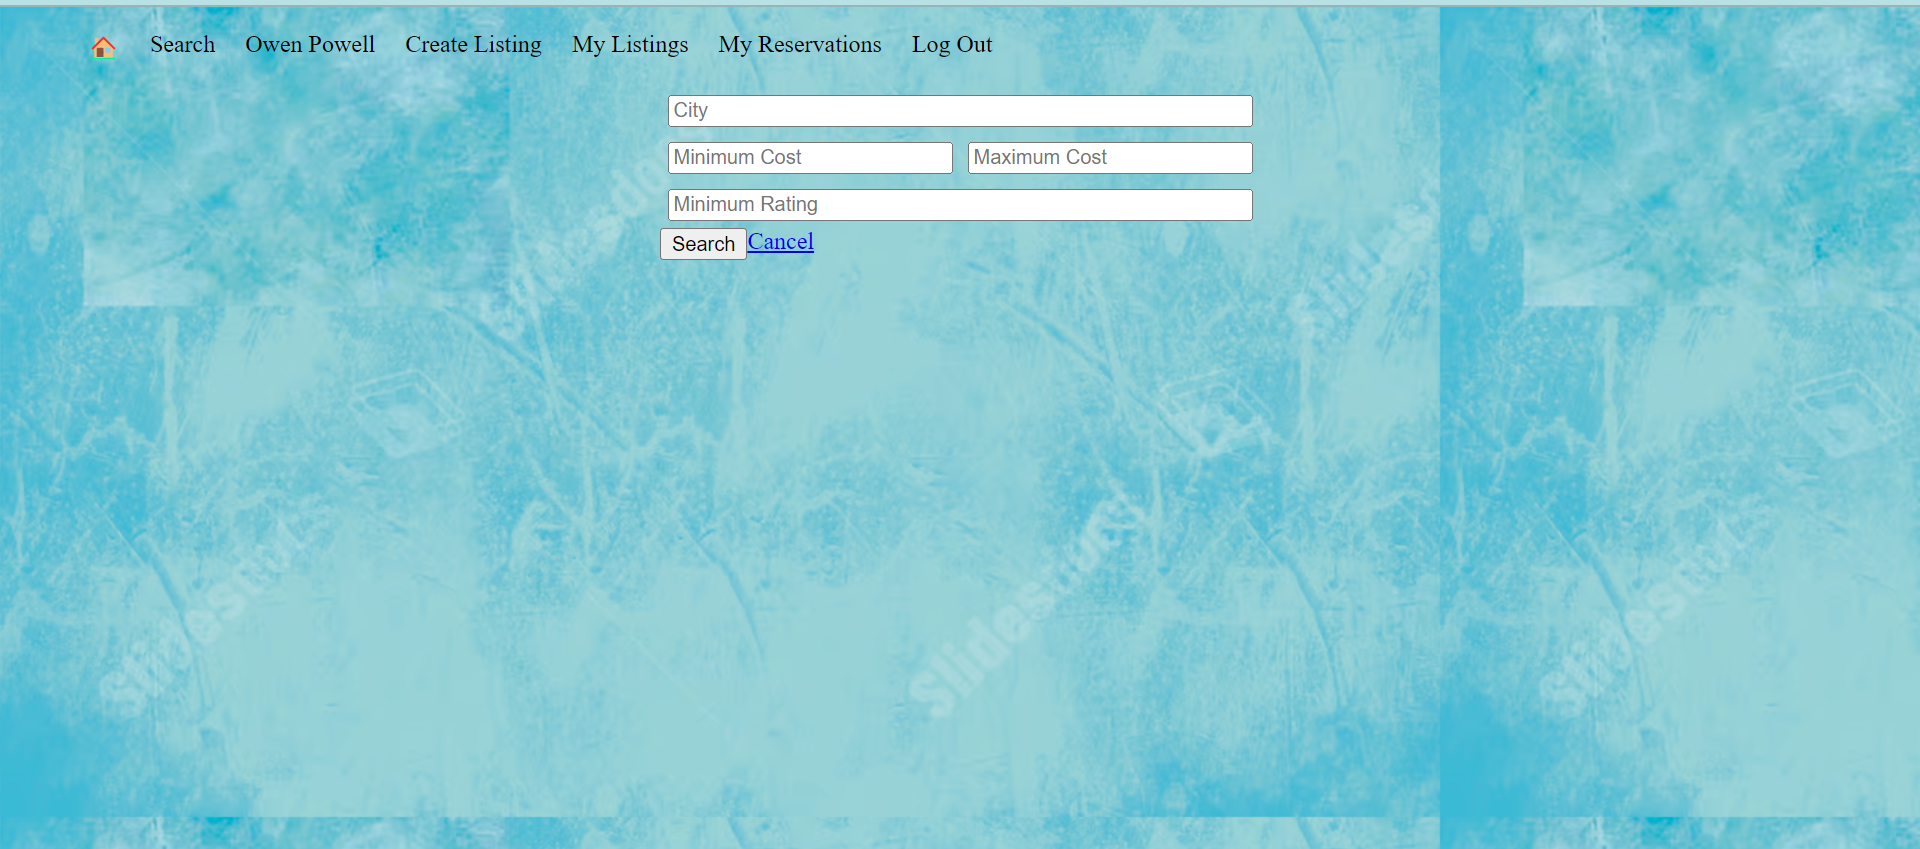 Search Owen Powell Create Listing My Listings My Reservations Log Out
City
Minimum Cost Maximum Cost
Minimum Rating
Search Cancel